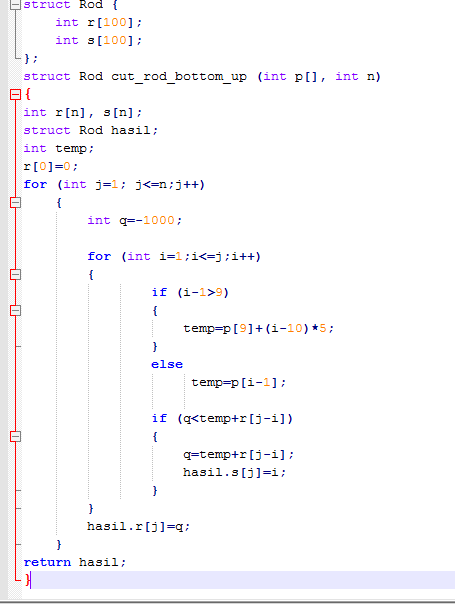 struct Rod {
    int r[100];
    int s[100];
};
struct Rod cut_rod_bottom_up (int p[], int n)
{
int r[n], s[n];
struct Rod hasil;
int temp;
r[0]=0;
for (int j=1; j<=n;j++)
    {
        int q=-1000;

        for (int i=1;i<=j;i++)
        {
                if (i-1>9)
                {
                    temp=p[9]+(i-10)*5;
                }
                else
                     temp=p[i-1];

                if (q<temp+r[j-i])
                {
                    q=temp+r[j-i];
                    hasil.s[j]=i;
                }
        }
        hasil.r[j]=q;
    }
return hasil;
}